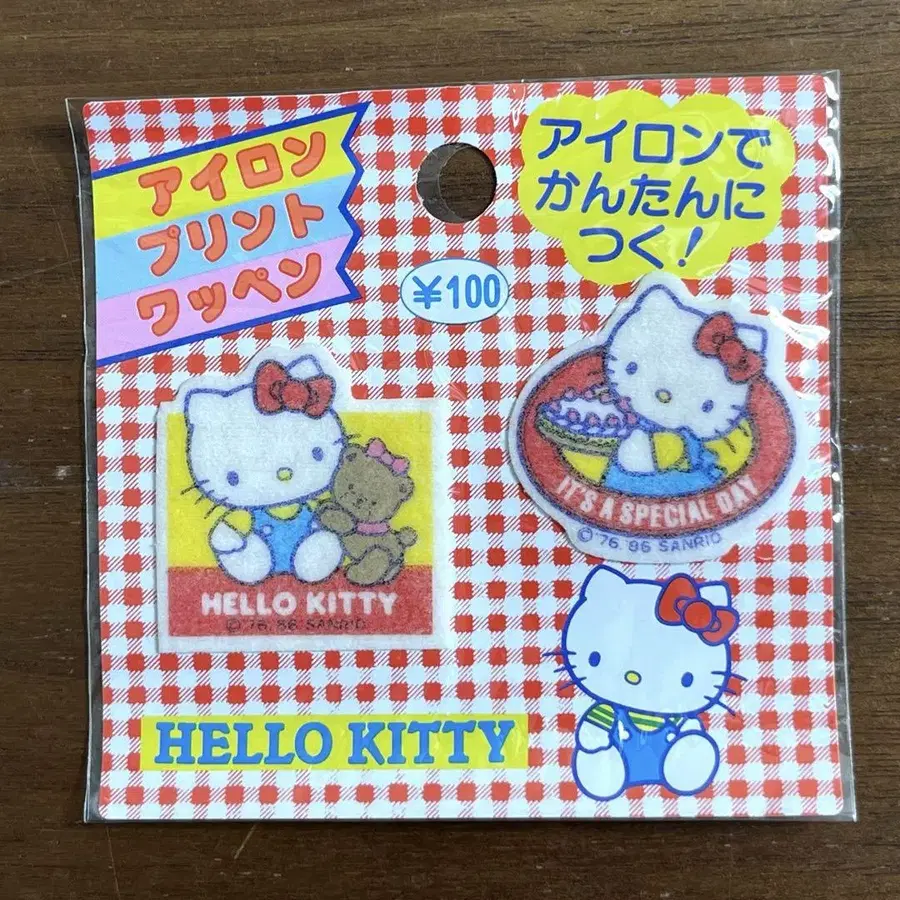 アイロン
プリント
ワッペン
アイロンで
かんたんに
つく!
¥100
IT'S A SPECIAL DAY
©'76,'86 SANRIO
HELLO KITTY
©'76,'86 SANRIO
HELLO KITTY